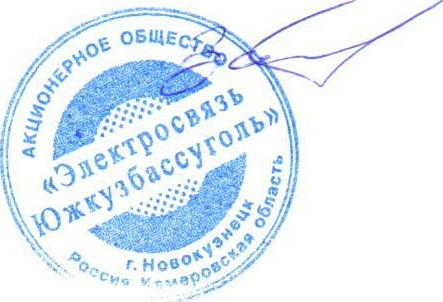 АКЦИОНЕРНОЕ ОБЩЕСТВО
«Электросвязь
Южкузбассуголь»
г. Новокузнецк
Россия Кемеровская область